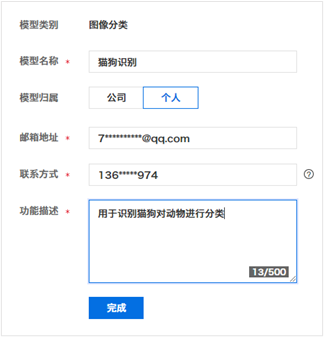 模型类别 图像分类
模型名称 * 猫狗识别
模型归属 公司 个人
邮箱地址 * 7**********@qq.com
联系方式 * 136*****974 ?
功能描述 * 用于识别猫狗对动物进行分类
13/500
完成